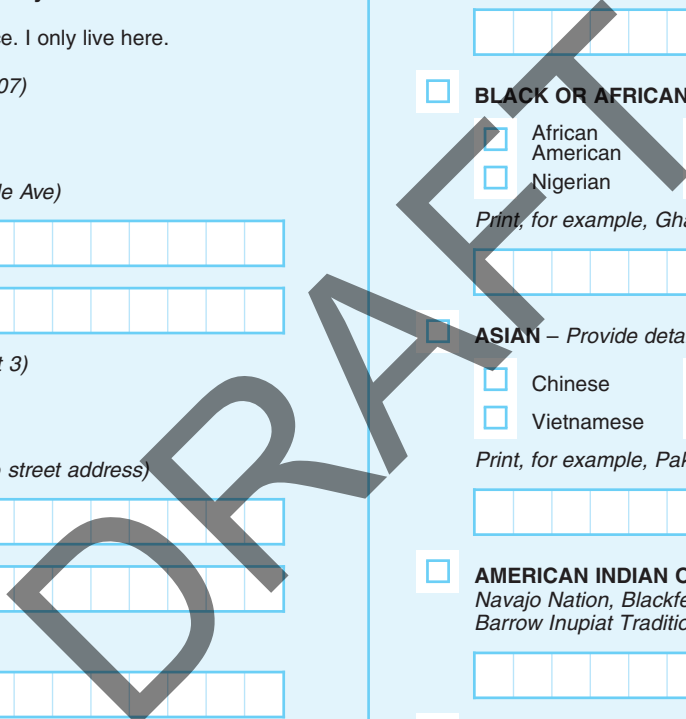 ce. I only live here.
07)
le Ave)
t 3)
street address)
BLACK OR AFRICAN
African
American
Nigerian
Print, for example, Gha
ASIAN – Provide deta
Chinese
Vietnamese
Print, for example, Pak
AMERICAN INDIAN O
Navajo Nation, Blackfe
Barrow Inupiat Traditio
DRAFT